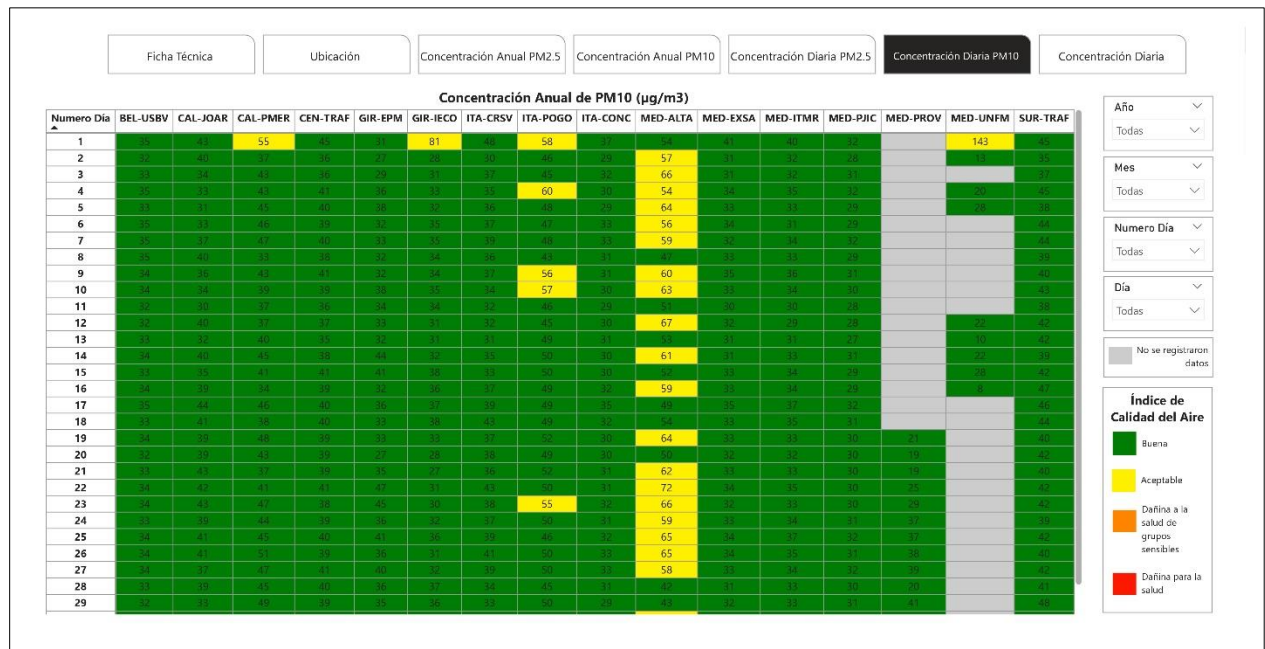 Ficha Técnica Ubicación Concentración Anual PM2.5 Concentración Anual PM10 Concentración Diaria PM2.5 Concentración Diaria PM10 Concentración Diaria
Concentración Anual de PM10 (µg/m3)
Numero Día BEL-USBV CAL-JOAR CAL-PMER CEN-TRAF GIR-EPM GIR-IECO ITA-CRSV ITA-POGO ITA-CONC MED-ALTA MED-EXSA MED-ITMR MED-PJIC MED-PROV MED-UNFM SUR-TRAF
1 35 43 55 45 31 81 48 58 37 54 41 40 32 143 45
2 32 40 37 36 27 28 30 46 29 57 31 32 28 13 35
3 33 34 43 36 29 31 37 45 32 66 31 32 31 37
4 35 33 43 41 36 33 35 60 30 54 34 35 32 20 45
5 33 31 45 40 38 32 36 48 29 64 33 33 29 28 38
6 35 33 46 39 32 35 37 47 33 56 34 31 29 44
7 35 37 47 40 33 35 39 48 33 59 32 34 32 44
8 35 40 33 38 32 34 36 43 31 47 33 33 29 39
9 34 36 43 41 32 34 37 56 31 60 35 36 31 40
10 34 34 39 39 38 35 34 57 30 63 33 34 30 43
11 32 30 37 36 34 34 32 46 29 51 30 30 28 38
12 32 40 37 37 33 31 32 45 30 67 32 29 28 22 42
13 33 32 40 35 32 31 31 49 31 53 31 31 27 10 42
14 34 40 45 38 44 32 35 50 30 61 31 33 31 22 39
15 33 35 41 41 41 38 33 50 30 52 33 34 29 28 42
16 34 39 34 39 32 36 37 49 32 59 33 34 29 8 47
17 35 44 46 40 36 37 39 49 35 49 35 37 32 46
18 33 41 38 40 33 38 43 49 32 54 33 35 31 44
19 34 39 48 39 33 33 37 52 30 64 33 33 30 21 40
20 32 39 43 39 27 28 38 49 30 50 32 32 30 19 42
21 33 43 37 39 35 27 36 52 31 62 33 33 30 19 40
22 34 42 41 41 47 31 43 50 31 72 34 35 30 25 42
23 34 43 47 38 45 30 38 55 32 66 32 33 30 29 42
24 33 39 44 39 36 32 37 50 31 59 33 34 31 37 39
25 34 41 45 40 41 36 39 46 32 65 34 37 32 37 42
26 34 41 51 39 36 31 41 50 33 65 34 35 31 38 40
27 34 37 47 41 40 32 39 50 33 58 33 34 32 39 42
28 33 39 45 40 36 37 34 45 31 42 31 33 30 20 41
29 32 33 49 39 35 36 33 50 29 43 32 33 31 41 48
Año
Todas
Mes
Todas
Numero Día
Todas
Día
Todas
No se registraron
datos
Índice de
Calidad del Aire
Buena
Aceptable
Dañina a la
salud de
grupos
sensibles
Dañina para la
salud